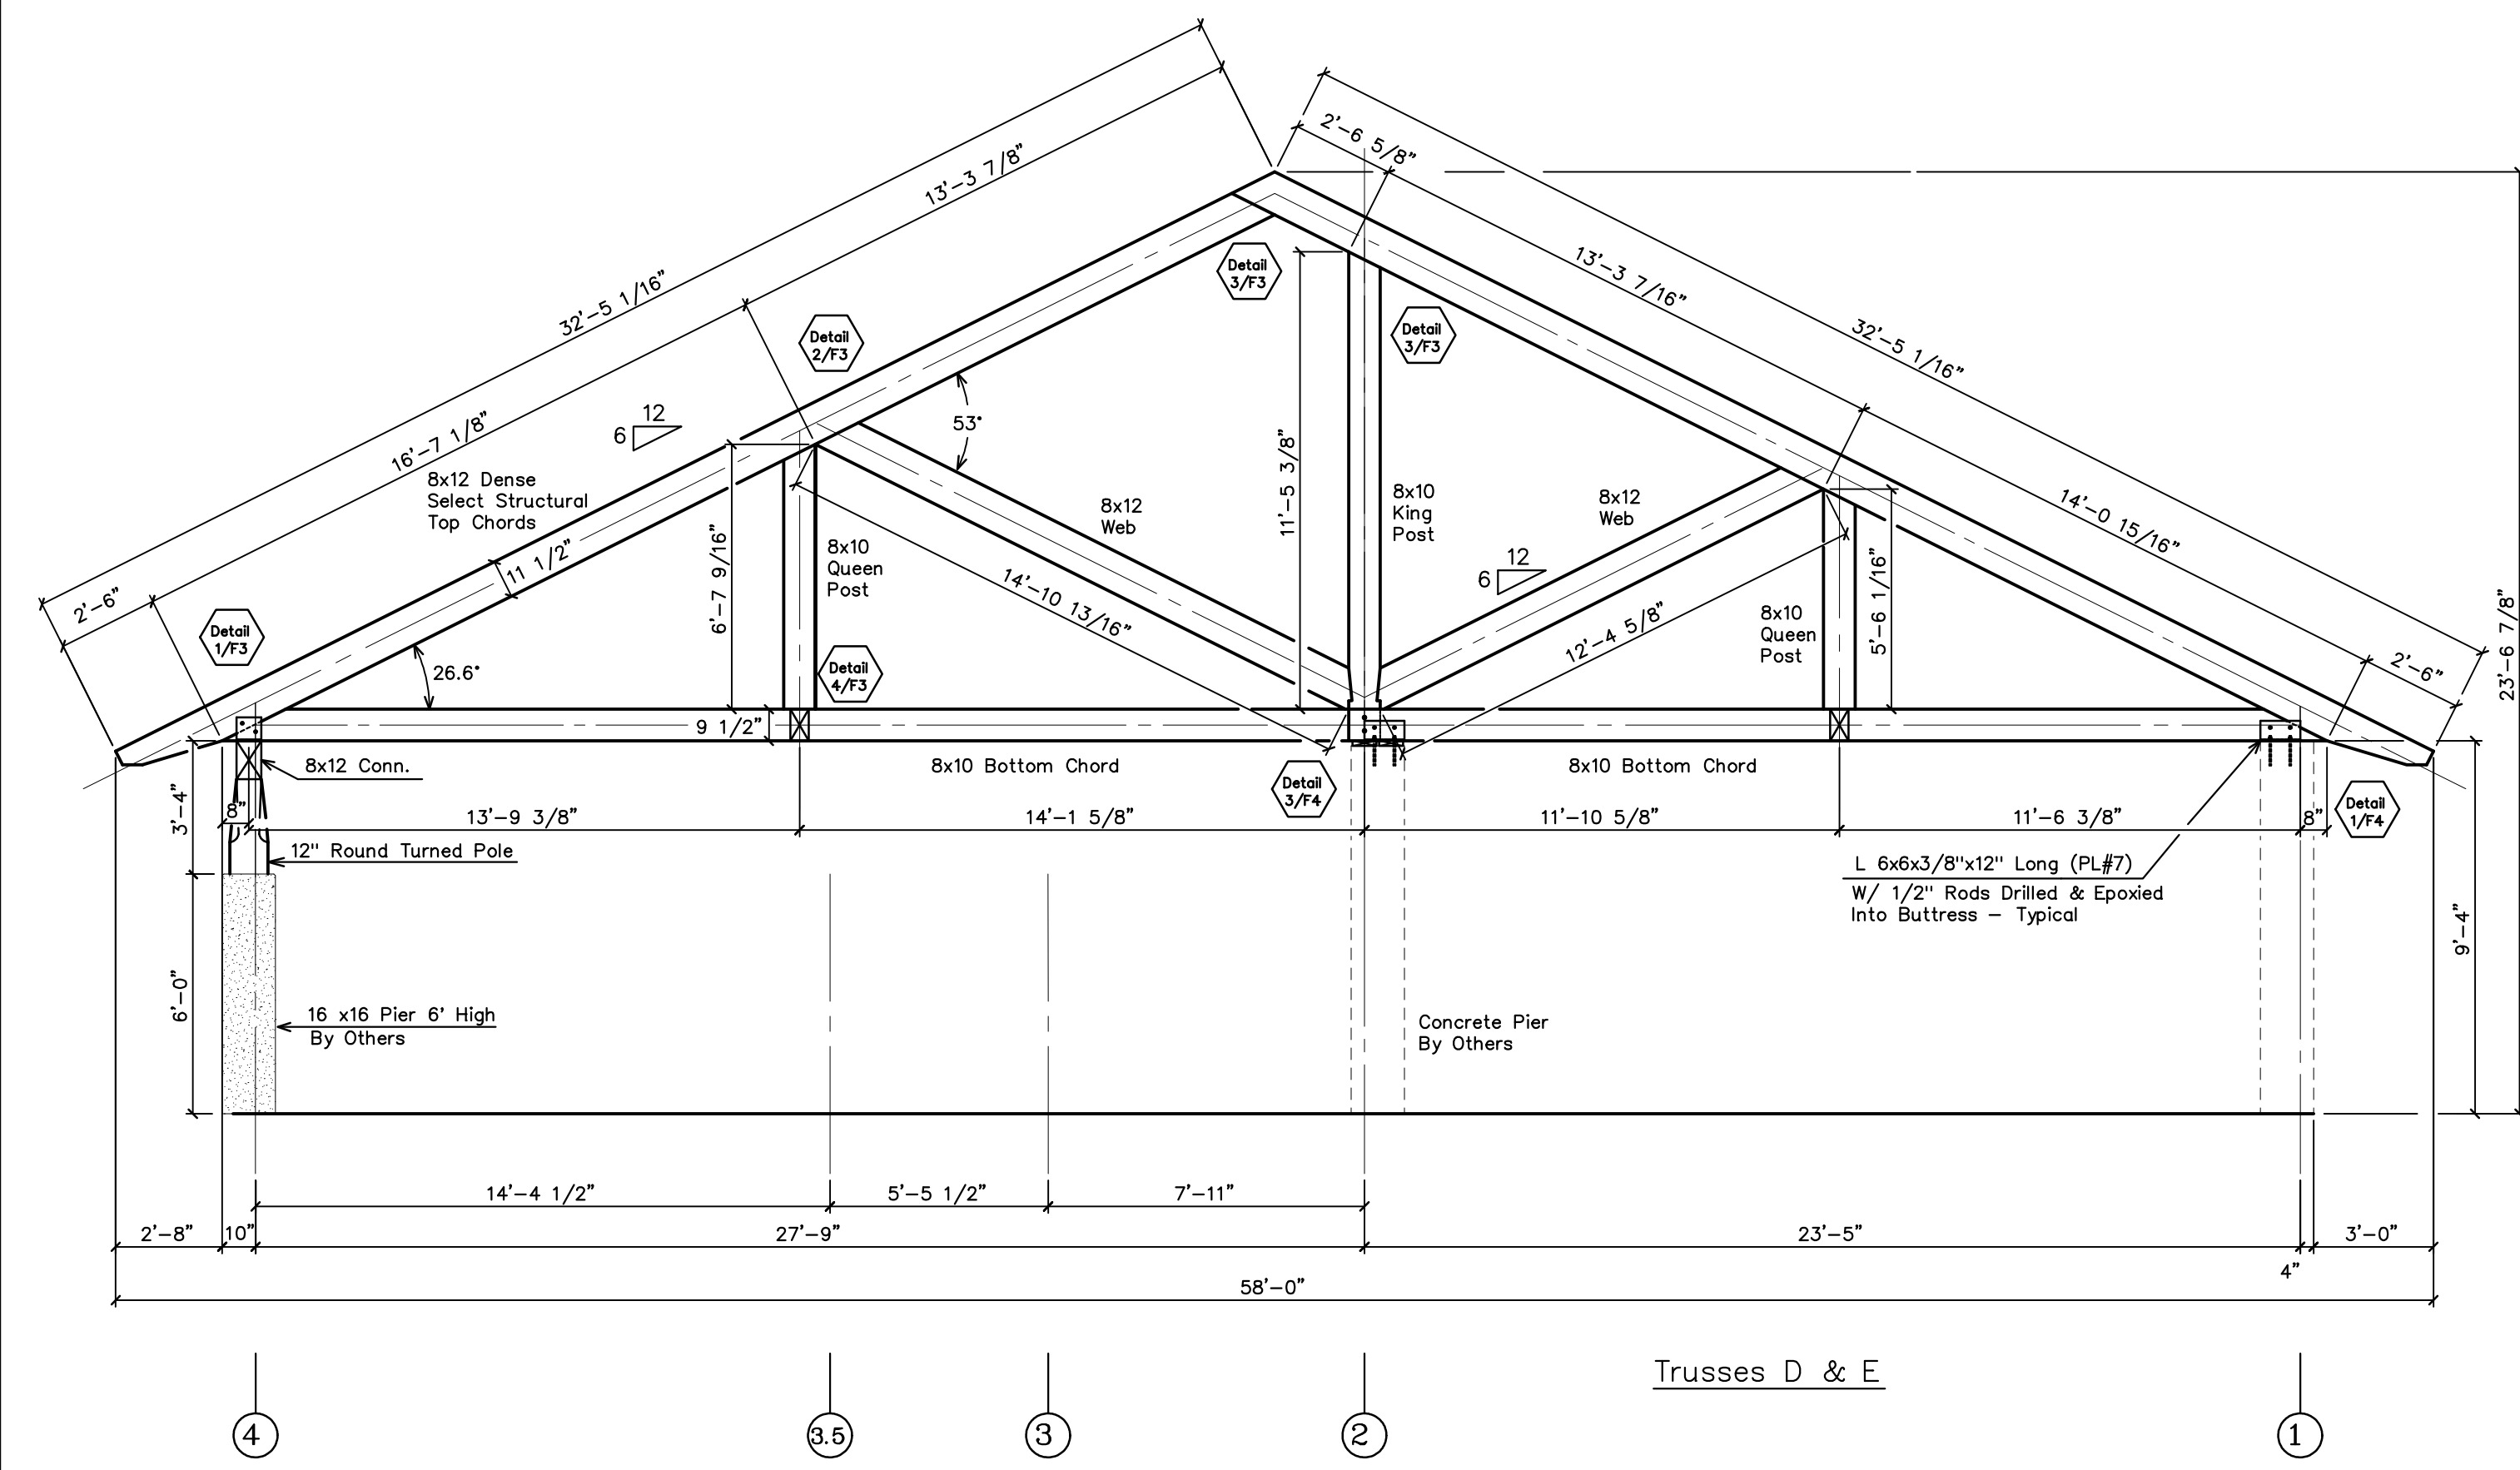 2'-6 5/8"
13'-3 7/8"
13'-3 7/16"
32'-5 1/16"
32'-5 1/16"
Detail
3/F3
Detail
2/F3
Detail
3/F3
16'-7 1/8"
12
6
53°
8x12 Dense
Select Structural
Top Chords
11'-5 3/8"
8x10
King
Post
8x12
Web
8x12
Web
14'-0 15/16"
11 1/2"
6'-7 9/16"
8x10
Queen
Post
14'-10 13/16"
12
6
12'-4 5/8"
8x10
Queen
Post
5'-6 1/16"
23'-6 7/8"
2'-6"
Detail
1/F3
26.6°
Detail
4/F3
2'-6"
9 1/2"
8x12 Conn.
8x10 Bottom Chord
Detail
3/F4
8x10 Bottom Chord
3'-4"
8"
13'-9 3/8"
14'-1 5/8"
11'-10 5/8"
11'-6 3/8"
8"
Detail
1/F4
12" Round Turned Pole
L 6x6x3/8"x12" Long (PL#7)
W/ 1/2" Rods Drilled & Epoxied
Into Buttress – Typical
9'-4"
6'-0"
16 x16 Pier 6' High
By Others
Concrete Pier
By Others
14'-4 1/2"
5'-5 1/2"
7'-11"
2'-8"
10"
27'-9"
23'-5"
3'-0"
4"
58'-0"
Trusses D & E
4
3.5
3
2
1